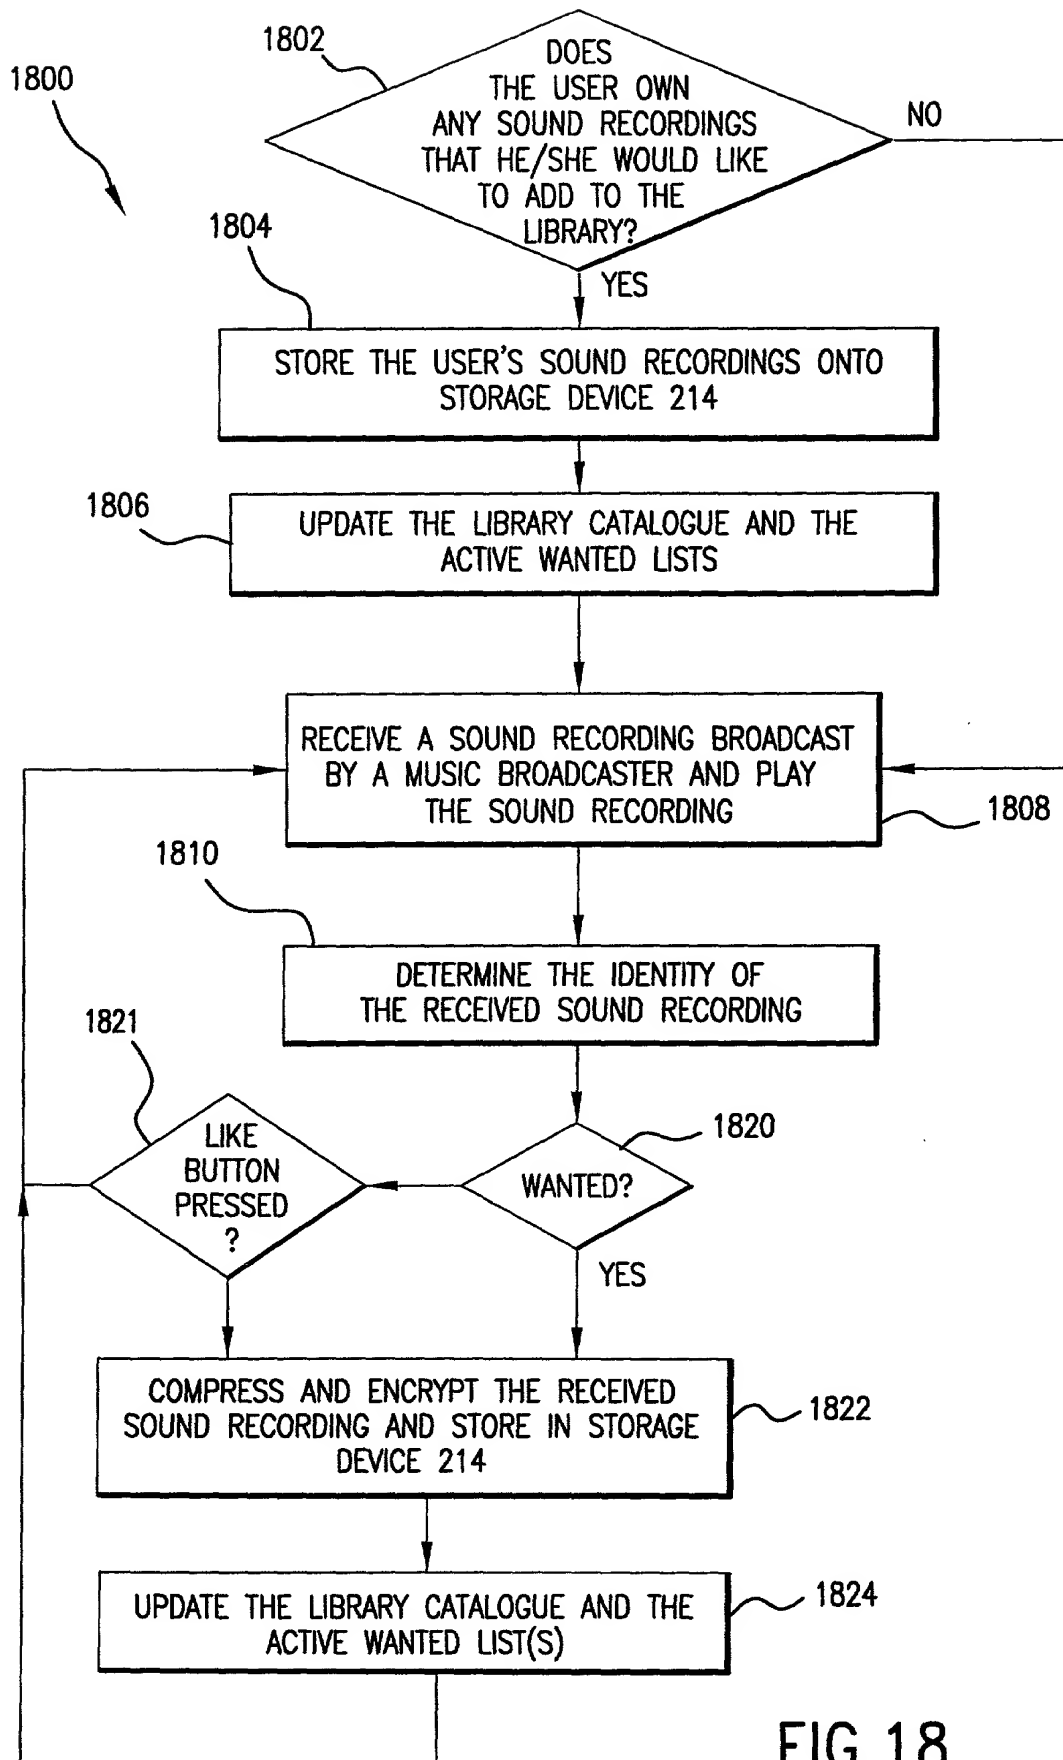 1802
1800
DOES
THE USER OWN
ANY SOUND RECORDINGS
THAT HE/SHE WOULD LIKE
TO ADD TO THE
LIBRARY?
NO
1804
YES
STORE THE USER'S SOUND RECORDINGS ONTO
STORAGE DEVICE 214
1806
UPDATE THE LIBRARY CATALOGUE AND THE
ACTIVE WANTED LISTS
RECEIVE A SOUND RECORDING BROADCAST
BY A MUSIC BROADCASTER AND PLAY
THE SOUND RECORDING
1808
1810
DETERMINE THE IDENTITY OF
THE RECEIVED SOUND RECORDING
1821
LIKE
BUTTON
PRESSED
?
1820
WANTED?
YES
COMPRESS AND ENCRYPT THE RECEIVED
SOUND RECORDING AND STORE IN STORAGE
DEVICE 214
1822
UPDATE THE LIBRARY CATALOGUE AND THE
ACTIVE WANTED LIST(S)
1824
FIG.18